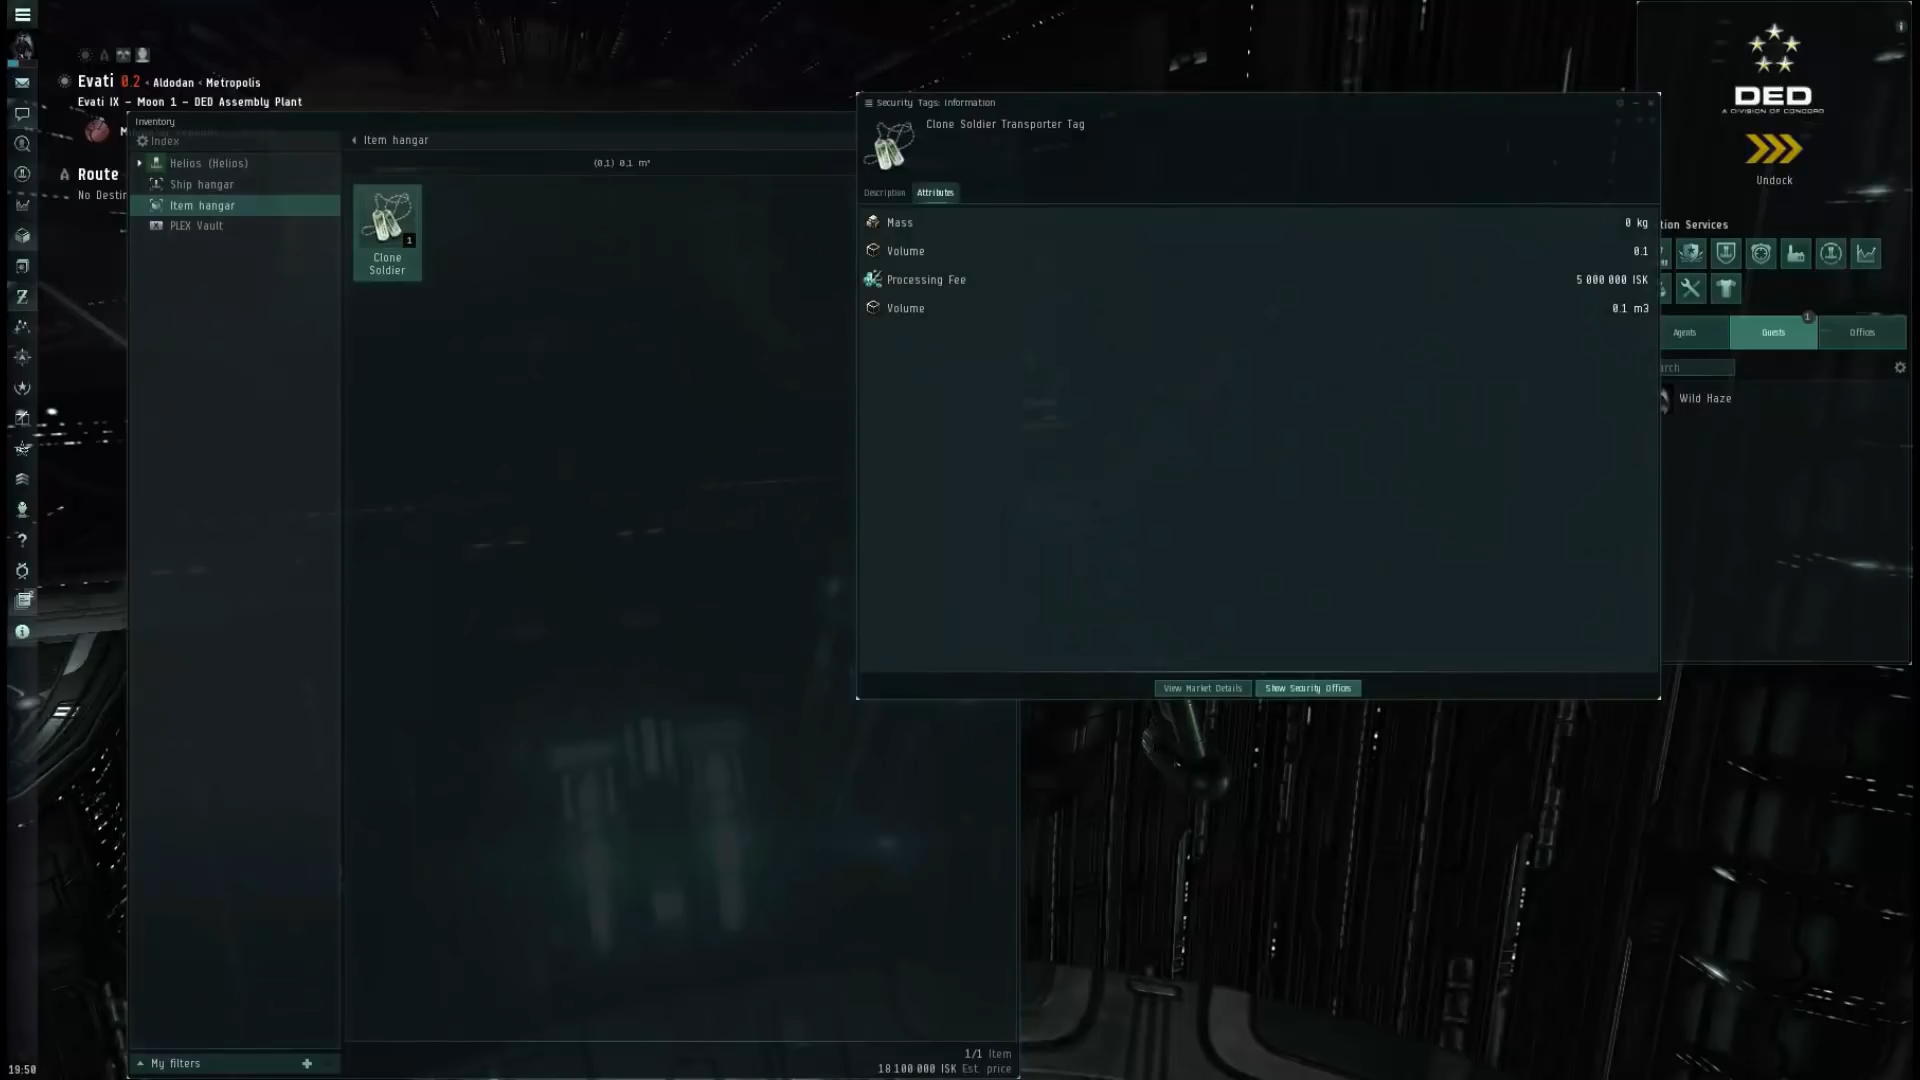 Evati 0.2 < Aldodan < Metropolis
Evati IX - Moon 1 - DED Assembly Plant
Route
No Destin
Inventory
Index
Helios (Helios)
Ship hangar
Item hangar
PLEX Vault
Item hangar
(0,1) 0,1 m³
1
Clone
Soldier
My filters
1/1 Item
18 100 000 ISK Est. price
19:50
Security Tags: Information
Clone Soldier Transporter Tag
Description
Attributes
Mass 0 kg
Volume 0.1
Processing Fee 5 000 000 ISK
Volume 0.1 m3
View Market Details
Show Security Offices
DED
A DIVISION OF CONCORD
Undock
tion Services
Agents
Guests
1
Offices
arch
Wild Haze